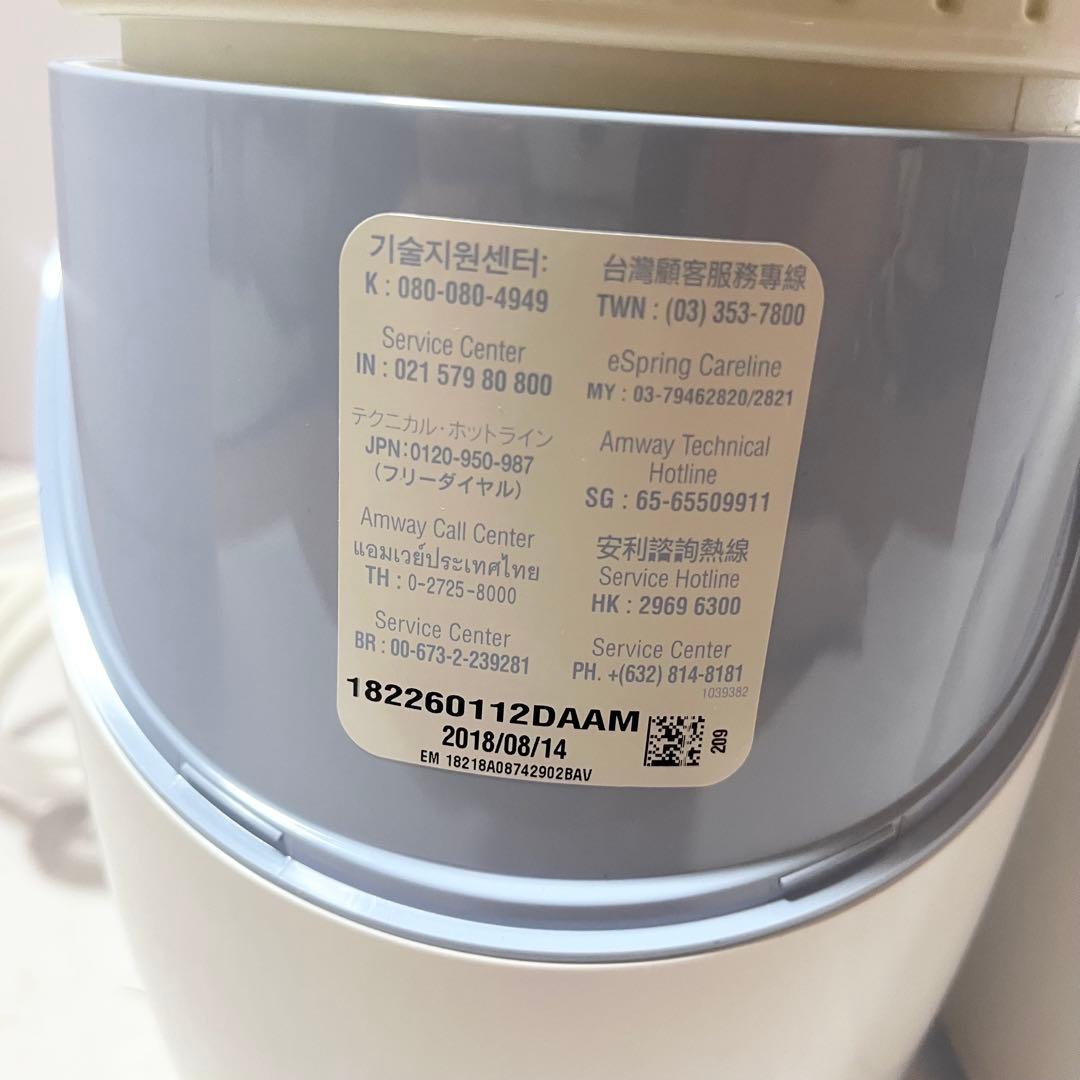 기술지원센터:
K : 080-080-4949
Service Center
IN : 021 579 80 800
テクニカル・ホットライン
JPN:0120-950-987
(フリーダイヤル)
Amway Call Center
แอมเวย์ประเทศไทย
TH : 0-2725-8000
Service Center
BR : 00-673-2-239281
台灣顧客服務專線
TWN : (03) 353-7800
eSpring Careline
MY : 03-79462820/2821
Amway Technical
Hotline
SG : 65-65509911
安利諮詢熱線
Service Hotline
HK : 2969 6300
Service Center
PH. +(632) 814-8181
1039382
182260112DAAM
2018/08/14
EM 18218A08742902BAV
209